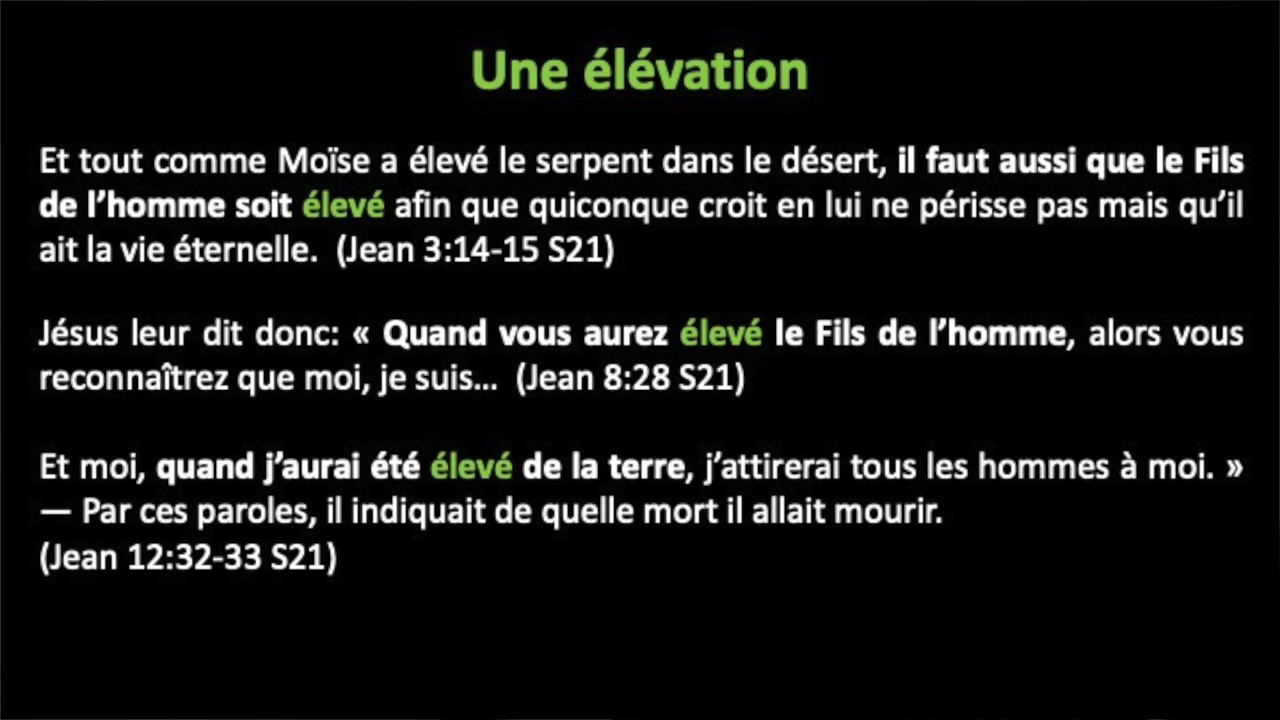 Une élévation
Et tout comme Moïse a élevé le serpent dans le désert, il faut aussi que le Fils
de l’homme soit élevé afin que quiconque croit en lui ne périsse pas mais qu’il
ait la vie éternelle.  (Jean 3:14-15 S21)
Jésus leur dit donc: « Quand vous aurez élevé le Fils de l’homme, alors vous
reconnaîtrez que moi, je suis…  (Jean 8:28 S21)
Et moi, quand j’aurai été élevé de la terre, j’attirerai tous les hommes à moi. »
— Par ces paroles, il indiquait de quelle mort il allait mourir.
(Jean 12:32-33 S21)